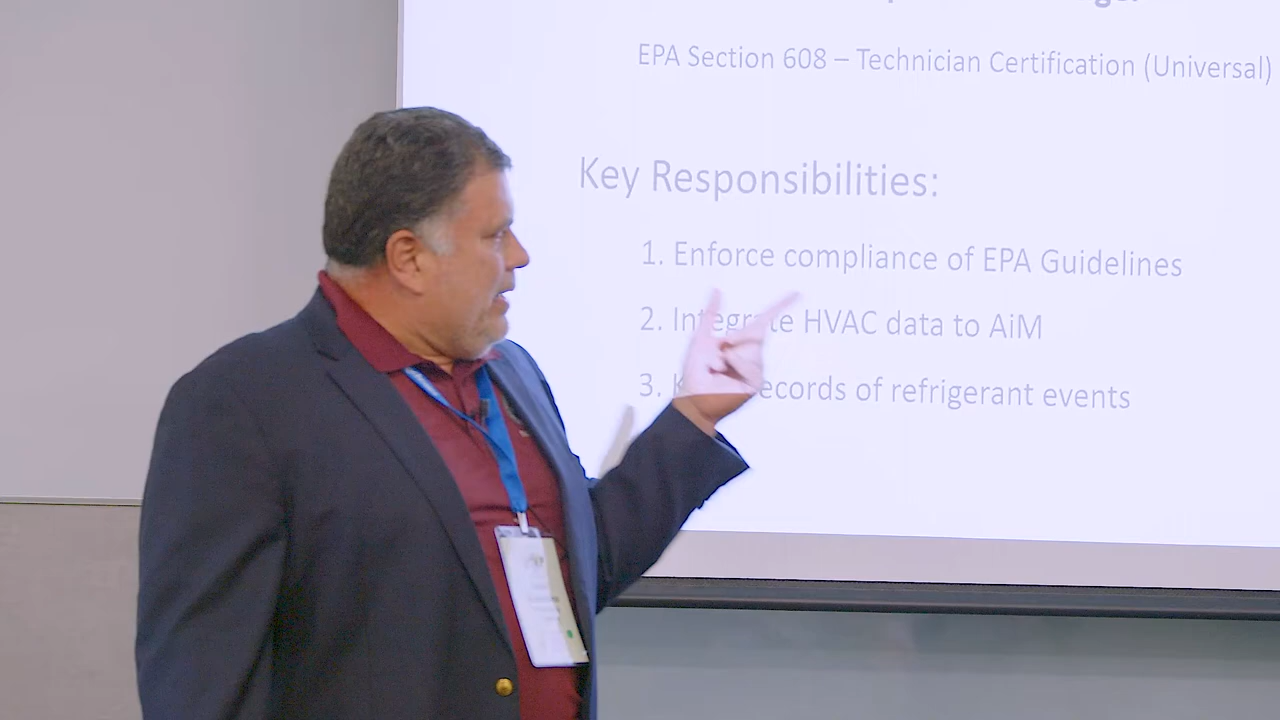 EPA Section 608 – Technician Certification (Universal)
Key Responsibilities:
1. Enforce compliance of EPA Guidelines
2. Integrate HVAC data to AiM
3. records of refrigerant events